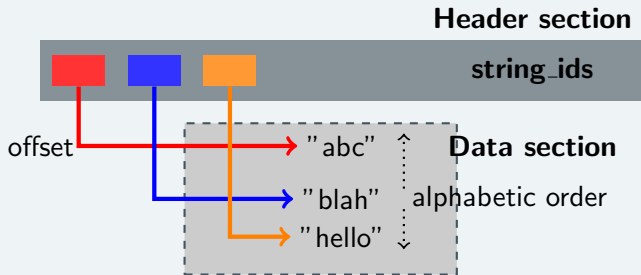 Header section
string_ids
offset
"abc"
Data section
"blah"
alphabetic order
"hello"